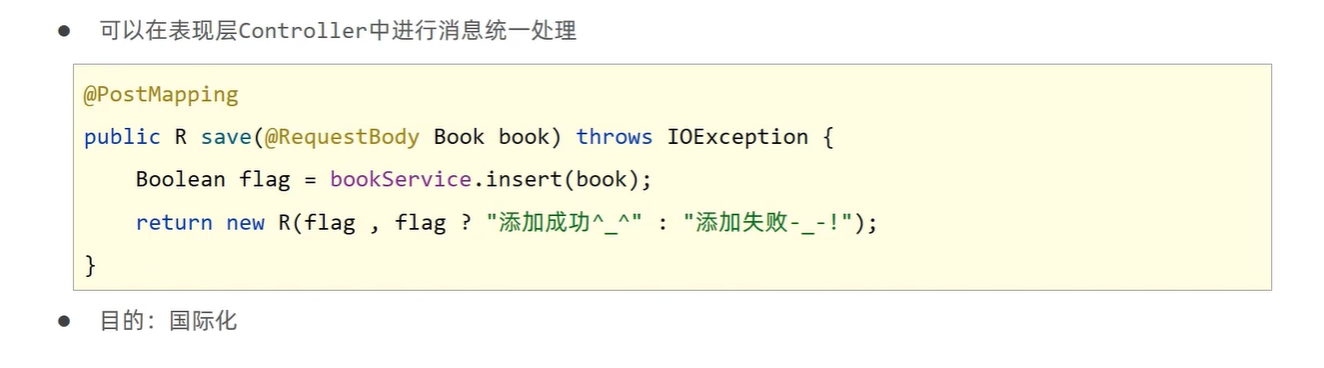 ● 可以在表现层Controller中进行消息统一处理
@PostMapping
public R save(@RequestBody Book book) throws IOException {
    Boolean flag = bookService.insert(book);
    return new R(flag , flag ? "添加成功^_^" : "添加失败-_-!");
}
● 目的：国际化